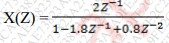 X(Z) = 2Z⁻¹ / 1−1.8Z⁻¹+0.8Z⁻²